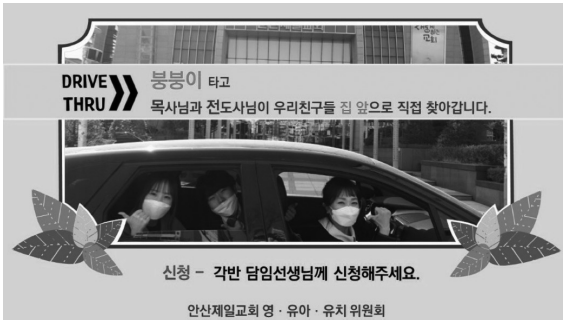 DRIVE
THRU
붕붕이 타고
목사님과 전도사님이 우리친구들 집 앞으로 직접 찾아갑니다.
신청 - 각반 담임선생님께 신청해주세요.
안산제일교회 영 · 유아 · 유치 위원회